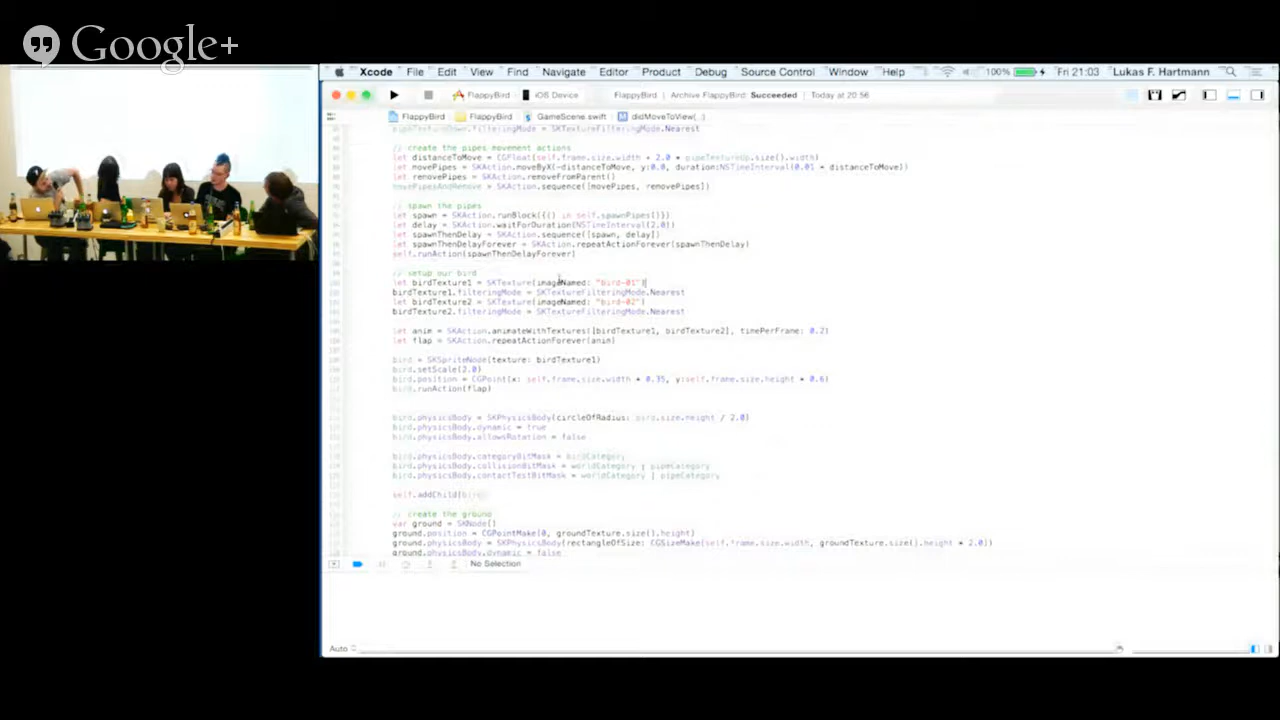 Google+
Xcode File Edit View Find Navigate Editor Product Debug Source Control Window Help 100% Fri 21:03 Lukas F. Hartmann
FlappyBird iOS Device FlappyBird Archive FlappyBird: Succeeded Today at 20:56
FlappyBird FlappyBird GameScene.swift didMoveToView(_:)
pipeTextureDown.filteringMode = SKTextureFilteringMode.Nearest
// create the pipes movement actions
let distanceToMove = CGFloat(self.frame.size.width + 2.0 * pipeTextureUp.size().width)
let movePipes = SKAction.moveByX(-distanceToMove, y:0.0, duration:NSTimeInterval(0.01 * distanceToMove))
let removePipes = SKAction.removeFromParent()
movePipesAndRemove = SKAction.sequence([movePipes, removePipes])
// spawn the pipes
let spawn = SKAction.runBlock({() in self.spawnPipes()})
let delay = SKAction.waitForDuration(NSTimeInterval(2.0))
let spawnThenDelay = SKAction.sequence([spawn, delay])
let spawnThenDelayForever = SKAction.repeatActionForever(spawnThenDelay)
self.runAction(spawnThenDelayForever)
// setup our bird
let birdTexture1 = SKTexture(imageNamed: "bird-01")
birdTexture1.filteringMode = SKTextureFilteringMode.Nearest
let birdTexture2 = SKTexture(imageNamed: "bird-02")
birdTexture2.filteringMode = SKTextureFilteringMode.Nearest
let anim = SKAction.animateWithTextures([birdTexture1, birdTexture2], timePerFrame: 0.2)
let flap = SKAction.repeatActionForever(anim)
bird = SKSpriteNode(texture: birdTexture1)
bird.setScale(2.0)
bird.position = CGPoint(x: self.frame.size.width * 0.35, y:self.frame.size.height * 0.6)
bird.runAction(flap)
bird.physicsBody = SKPhysicsBody(circleOfRadius: bird.size.height / 2.0)
bird.physicsBody.dynamic = true
bird.physicsBody.allowsRotation = false
bird.physicsBody.categoryBitMask = birdCategory
bird.physicsBody.collisionBitMask = worldCategory | pipeCategory
bird.physicsBody.contactTestBitMask = worldCategory | pipeCategory
self.addChild(bird)
// create the ground
var ground = SKNode()
ground.position = CGPointMake(0, groundTexture.size().height)
ground.physicsBody = SKPhysicsBody(rectangleOfSize: CGSizeMake(self.frame.size.width, groundTexture.size().height * 2.0))
ground.physicsBody.dynamic = false
No Selection
Auto